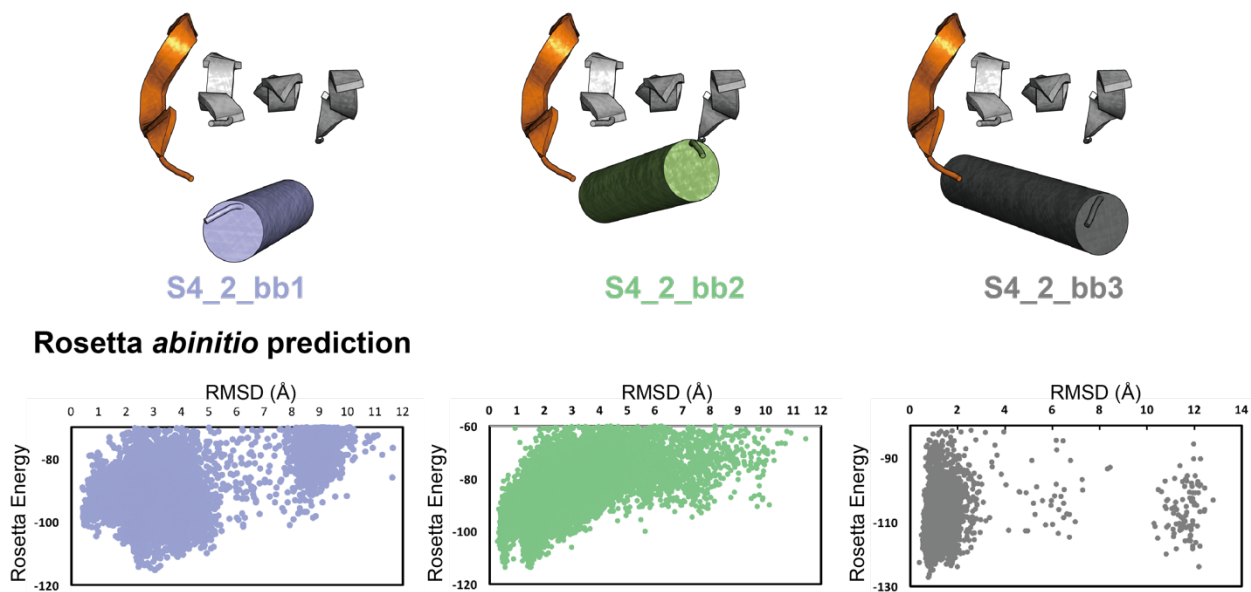 S4_2_bb1 S4_2_bb2 S4_2_bb3
Rosetta abinitio prediction
RMSD (Å) RMSD (Å) RMSD (Å)
0 1 2 3 4 5 6 7 8 9 10 11 12
Rosetta Energy
-80
-100
-120
0 1 2 3 4 5 6 7 8 9 10 11 12
Rosetta Energy
-60
-80
-100
-120
0 2 4 6 8 10 12 14
Rosetta Energy
-90
-110
-130